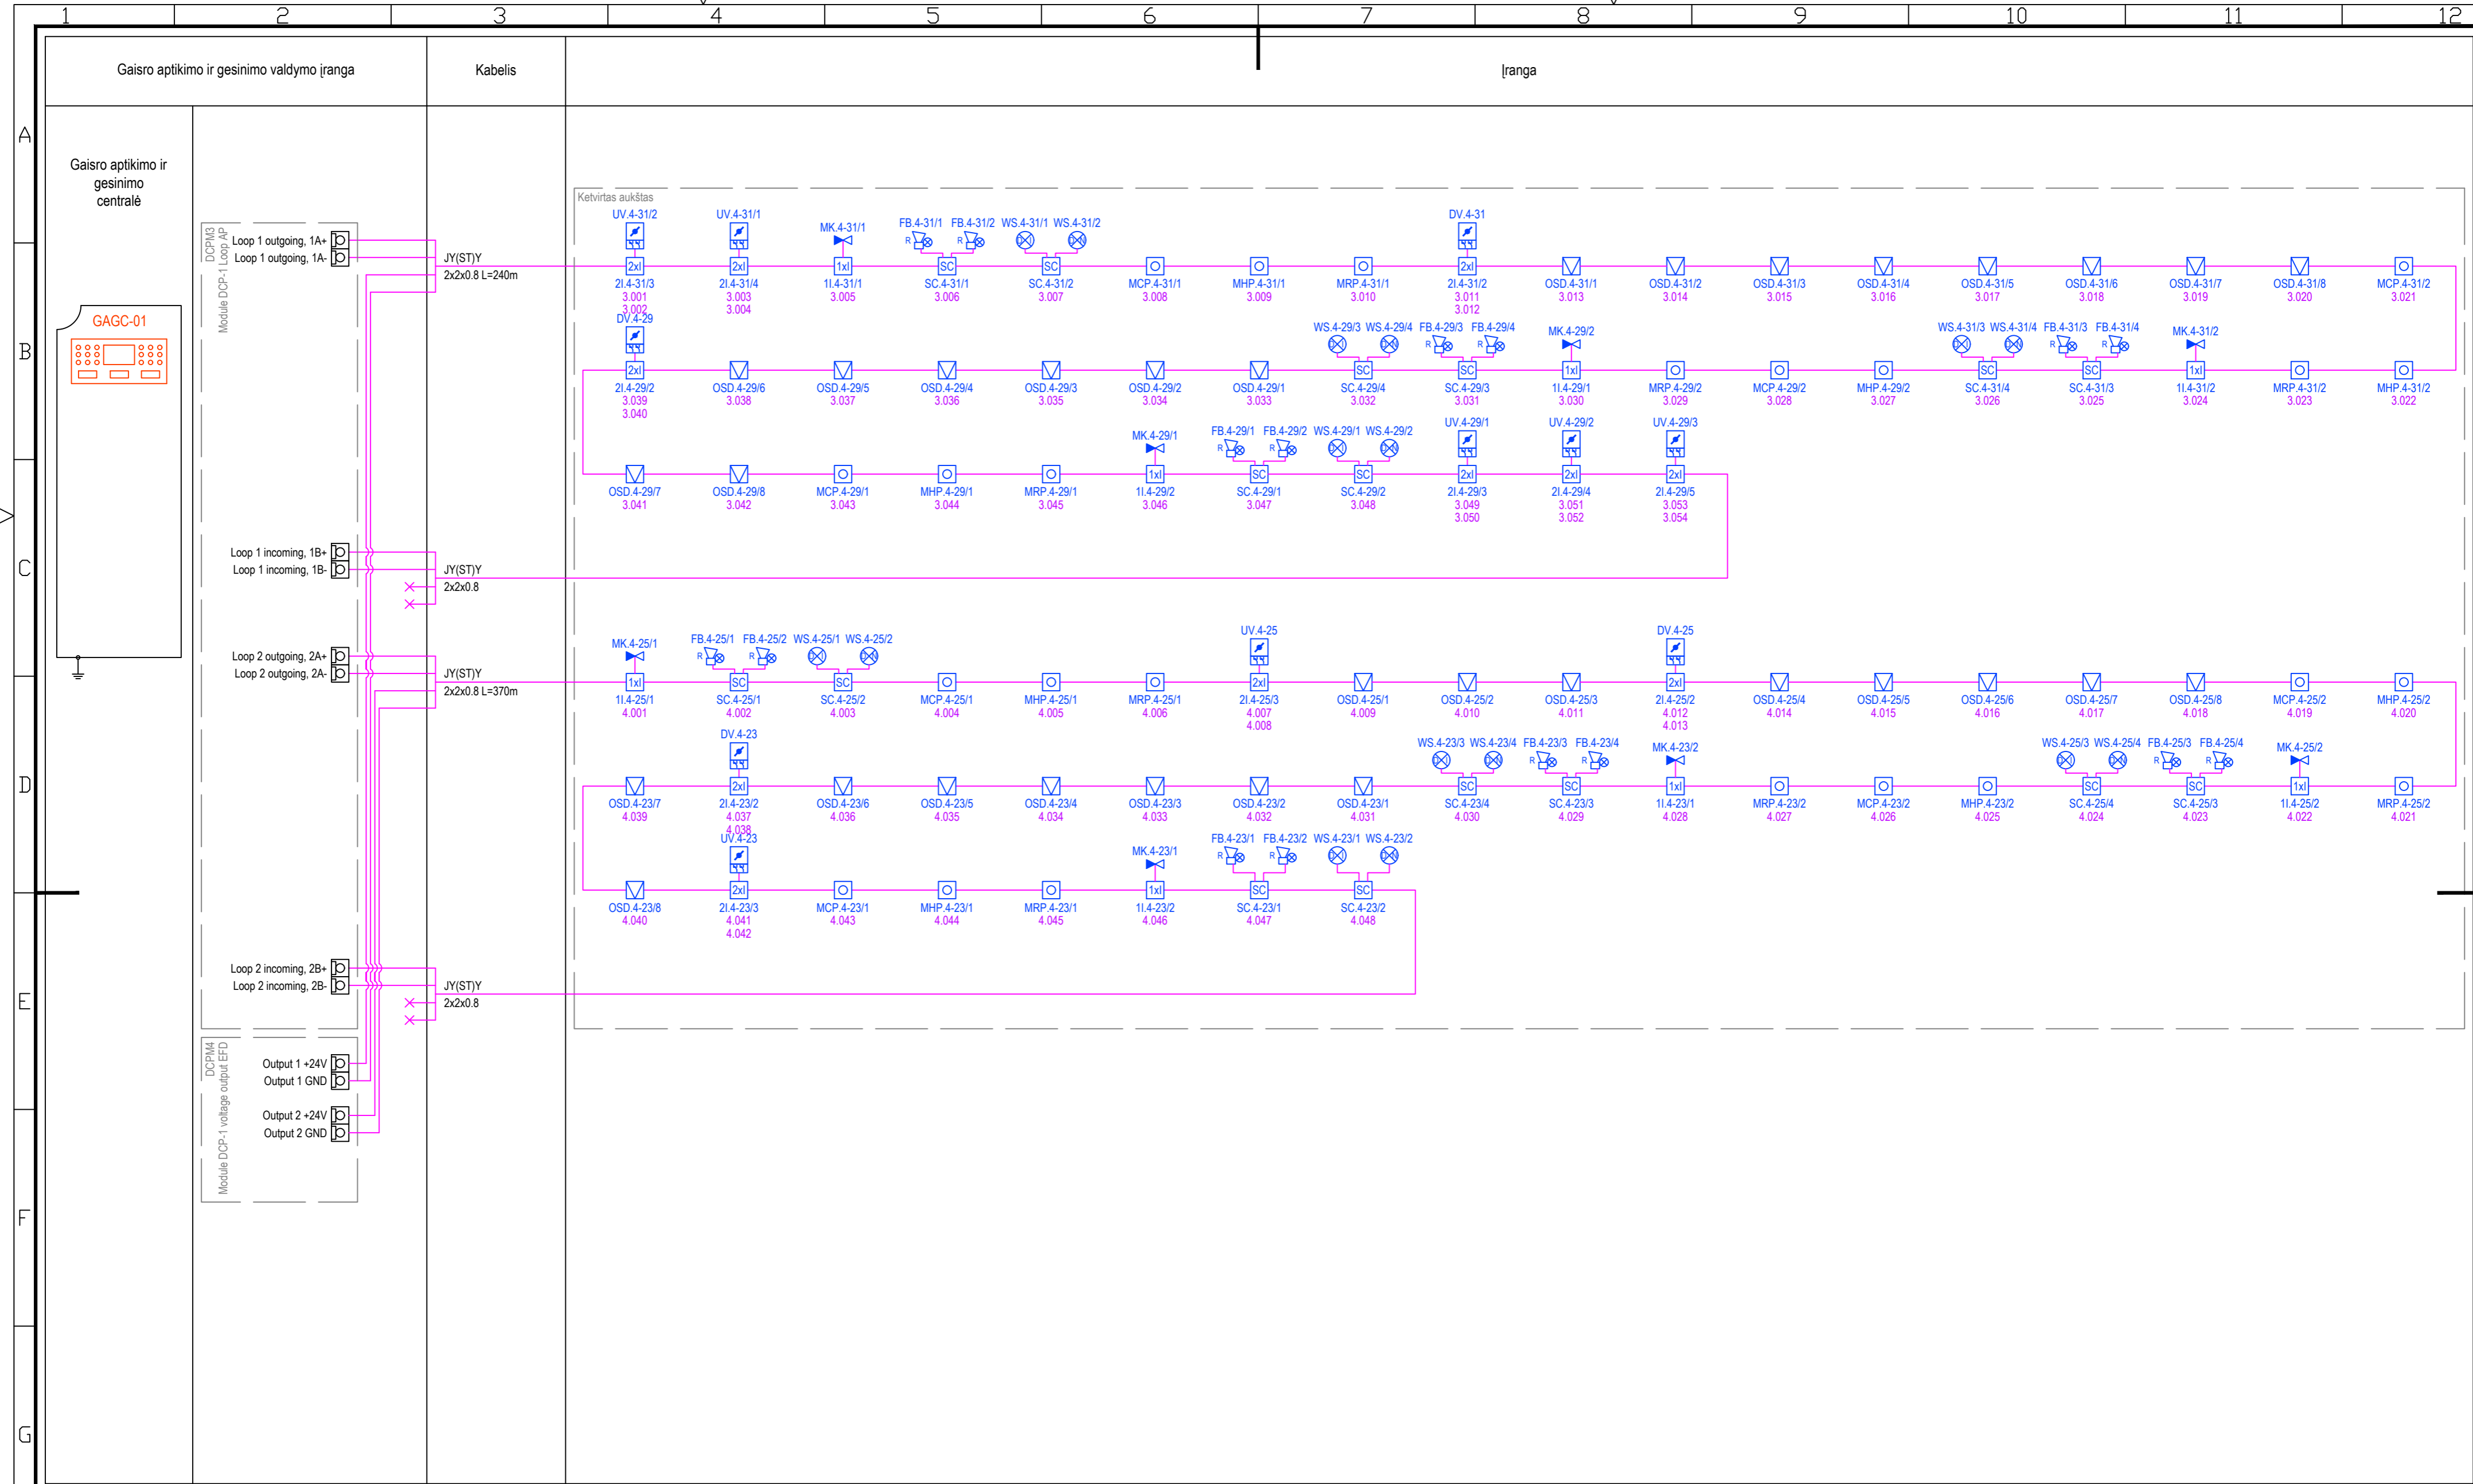 1 2 3 4 5 6 7 8 9 10 11 12
Gaisro aptikimo ir gesinimo valdymo įranga
Kabelis
Įranga
A
B
C
D
E
F
G
Gaisro aptikimo ir
gesinimo
centralė
GAGC-01
DCPM3
Module DCP-1 Loop AP
Loop 1 outgoing, 1A+
Loop 1 outgoing, 1A-
Loop 1 incoming, 1B+
Loop 1 incoming, 1B-
Loop 2 outgoing, 2A+
Loop 2 outgoing, 2A-
Loop 2 incoming, 2B+
Loop 2 incoming, 2B-
DCPM4
Module DCP-1 voltage output EFD
Output 1 +24V
Output 1 GND
Output 2 +24V
Output 2 GND
JY(ST)Y
2x2x0.8 L=240m
JY(ST)Y
2x2x0.8
JY(ST)Y
2x2x0.8 L=370m
JY(ST)Y
2x2x0.8
Ketvirtas aukštas
UV.4-31/2 UV.4-31/1 MK.4-31/1 FB.4-31/1 FB.4-31/2 WS.4-31/1 WS.4-31/2 DV.4-31
R R
2xI 2xI 1xI SC SC 2xI
2I.4-31/3 2I.4-31/4 1I.4-31/1 SC.4-31/1 SC.4-31/2 MCP.4-31/1 MHP.4-31/1 MRP.4-31/1 2I.4-31/2 OSD.4-31/1 OSD.4-31/2 OSD.4-31/3 OSD.4-31/4 OSD.4-31/5 OSD.4-31/6 OSD.4-31/7 OSD.4-31/8 MCP.4-31/2
3.001 3.003 3.005 3.006 3.007 3.008 3.009 3.010 3.011 3.013 3.014 3.015 3.016 3.017 3.018 3.019 3.020 3.021
3.002 3.004 3.012
DV.4-29 WS.4-29/3 WS.4-29/4 FB.4-29/3 FB.4-29/4 MK.4-29/2 WS.4-31/3 WS.4-31/4 FB.4-31/3 FB.4-31/4 MK.4-31/2
R R R R
2xI SC SC 1xI SC SC 1xI
2I.4-29/2 OSD.4-29/6 OSD.4-29/5 OSD.4-29/4 OSD.4-29/3 OSD.4-29/2 OSD.4-29/1 SC.4-29/4 SC.4-29/3 1I.4-29/1 MRP.4-29/2 MCP.4-29/2 MHP.4-29/2 SC.4-31/4 SC.4-31/3 1I.4-31/2 MRP.4-31/2 MHP.4-31/2
3.039 3.038 3.037 3.036 3.035 3.034 3.033 3.032 3.031 3.030 3.029 3.028 3.027 3.026 3.025 3.024 3.023 3.022
3.040
MK.4-29/1 FB.4-29/1 FB.4-29/2 WS.4-29/1 WS.4-29/2 UV.4-29/1 UV.4-29/2 UV.4-29/3
R R
1xI SC SC 2xI 2xI 2xI
OSD.4-29/7 OSD.4-29/8 MCP.4-29/1 MHP.4-29/1 MRP.4-29/1 1I.4-29/2 SC.4-29/1 SC.4-29/2 2I.4-29/3 2I.4-29/4 2I.4-29/5
3.041 3.042 3.043 3.044 3.045 3.046 3.047 3.048 3.049 3.051 3.053
3.050 3.052 3.054
MK.4-25/1 FB.4-25/1 FB.4-25/2 WS.4-25/1 WS.4-25/2 UV.4-25 DV.4-25
R R
1xI SC SC 2xI 2xI
1I.4-25/1 SC.4-25/1 SC.4-25/2 MCP.4-25/1 MHP.4-25/1 MRP.4-25/1 2I.4-25/3 OSD.4-25/1 OSD.4-25/2 OSD.4-25/3 2I.4-25/2 OSD.4-25/4 OSD.4-25/5 OSD.4-25/6 OSD.4-25/7 OSD.4-25/8 MCP.4-25/2 MHP.4-25/2
4.001 4.002 4.003 4.004 4.005 4.006 4.007 4.009 4.010 4.011 4.012 4.014 4.015 4.016 4.017 4.018 4.019 4.020
4.008 4.013
DV.4-23 WS.4-23/3 WS.4-23/4 FB.4-23/3 FB.4-23/4 MK.4-23/2 WS.4-25/3 WS.4-25/4 FB.4-25/3 FB.4-25/4 MK.4-25/2
R R R R
2xI SC SC 1xI SC SC 1xI
OSD.4-23/7 2I.4-23/2 OSD.4-23/6 OSD.4-23/5 OSD.4-23/4 OSD.4-23/3 OSD.4-23/2 OSD.4-23/1 SC.4-23/4 SC.4-23/3 1I.4-23/1 MRP.4-23/2 MCP.4-23/2 MHP.4-23/2 SC.4-25/4 SC.4-25/3 1I.4-25/2 MRP.4-25/2
4.039 4.037 4.036 4.035 4.034 4.033 4.032 4.031 4.030 4.029 4.028 4.027 4.026 4.025 4.024 4.023 4.022 4.021
4.038
UV.4-23 MK.4-23/1 FB.4-23/1 FB.4-23/2 WS.4-23/1 WS.4-23/2
R R
2xI 1xI SC SC
OSD.4-23/8 2I.4-23/3 MCP.4-23/1 MHP.4-23/1 MRP.4-23/1 1I.4-23/2 SC.4-23/1 SC.4-23/2
4.040 4.041 4.043 4.044 4.045 4.046 4.047 4.048
4.042